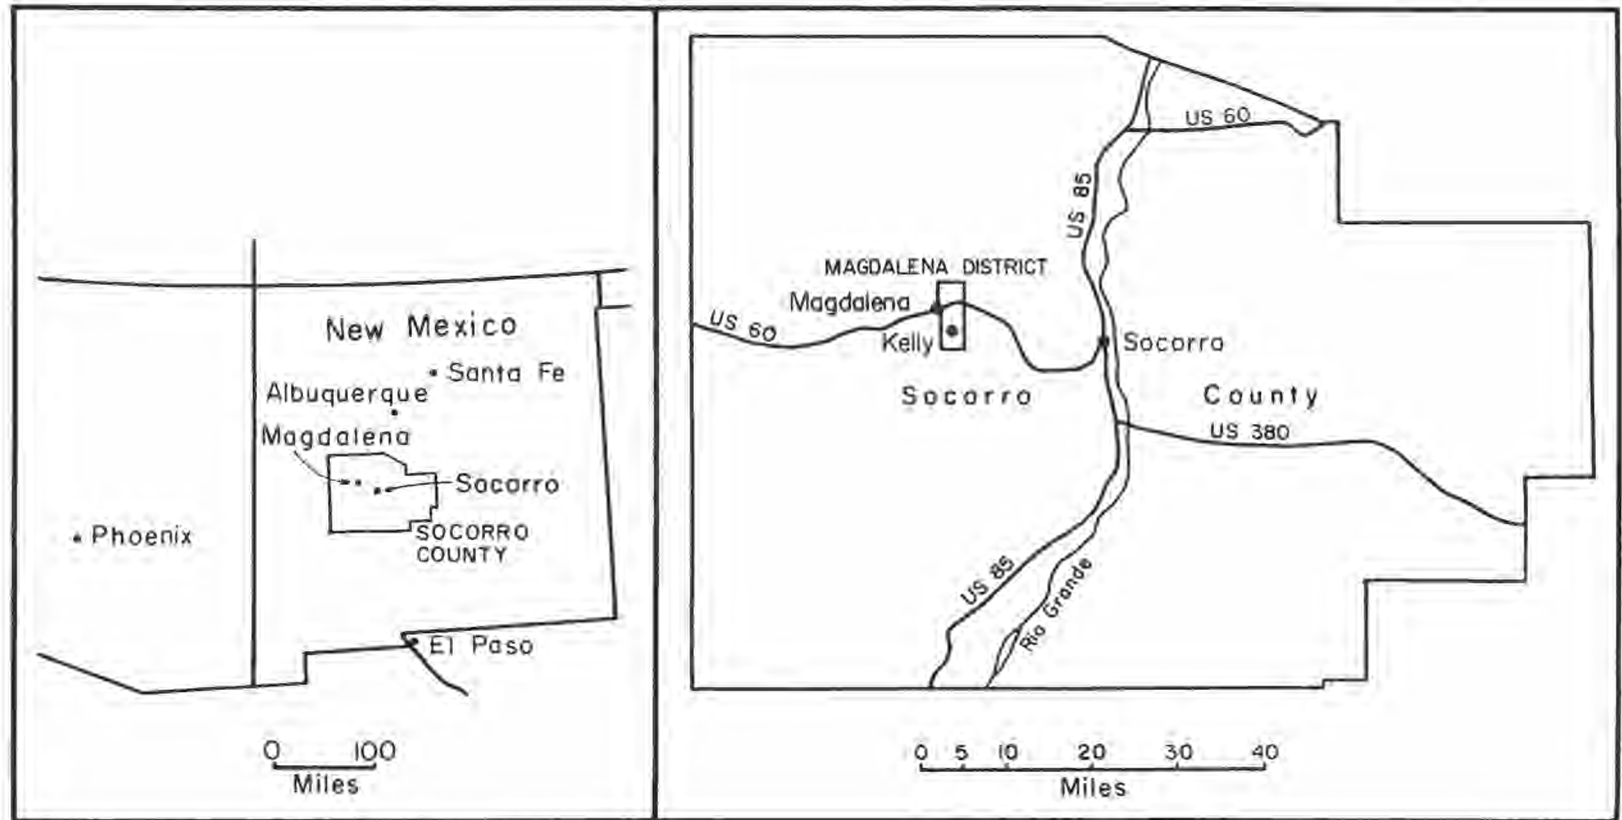 New Mexico
Santa Fe
Albuquerque
Magdalena
Socorro
Phoenix
SOCORRO
COUNTY
El Paso
0 100
Miles
US 60
US 85
MAGDALENA DISTRICT
Magdalena
US 60
Kelly
Socorro
Socorro County
US 380
US 85
Rio Grande
0 5 10 20 30 40
Miles